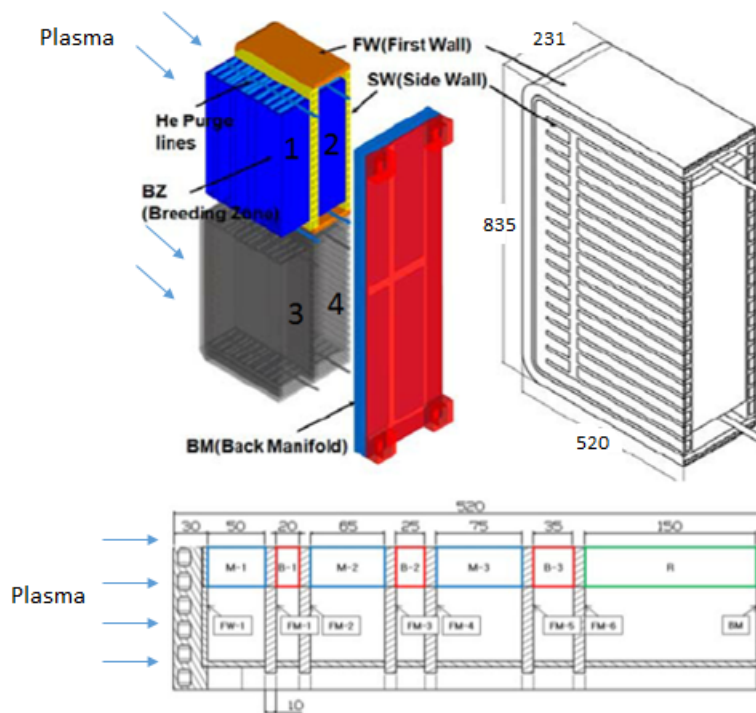 Plasma
FW(First Wall)
SW(Side Wall)
He Purge
lines
1
2
BZ
(Breeding Zone)
3
4
BM(Back Manifold)
231
835
520
520
30 50 20 65 25 75 35 150
M-1 B-1 M-2 B-2 M-3 B-3 R
Plasma
FW-1 FM-1 FM-2 FM-3 FM-4 FM-5 FM-6 BM
10